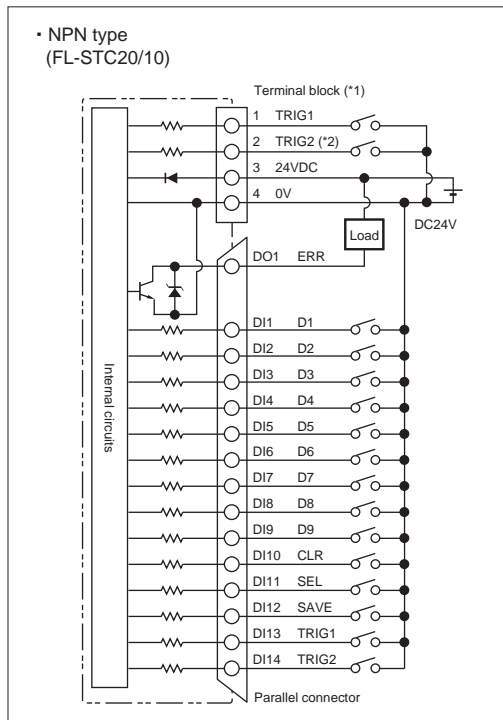 ・NPN type
(FL-STC20/10)
Terminal block (*1)
1 TRIG1
2 TRIG2 (*2)
3 24VDC
4 0V
DC24V
Load
DO1 ERR
DI1 D1
DI2 D2
DI3 D3
DI4 D4
DI5 D5
DI6 D6
DI7 D7
DI8 D8
DI9 D9
DI10 CLR
DI11 SEL
DI12 SAVE
DI13 TRIG1
DI14 TRIG2
Internal circuits
Parallel connector